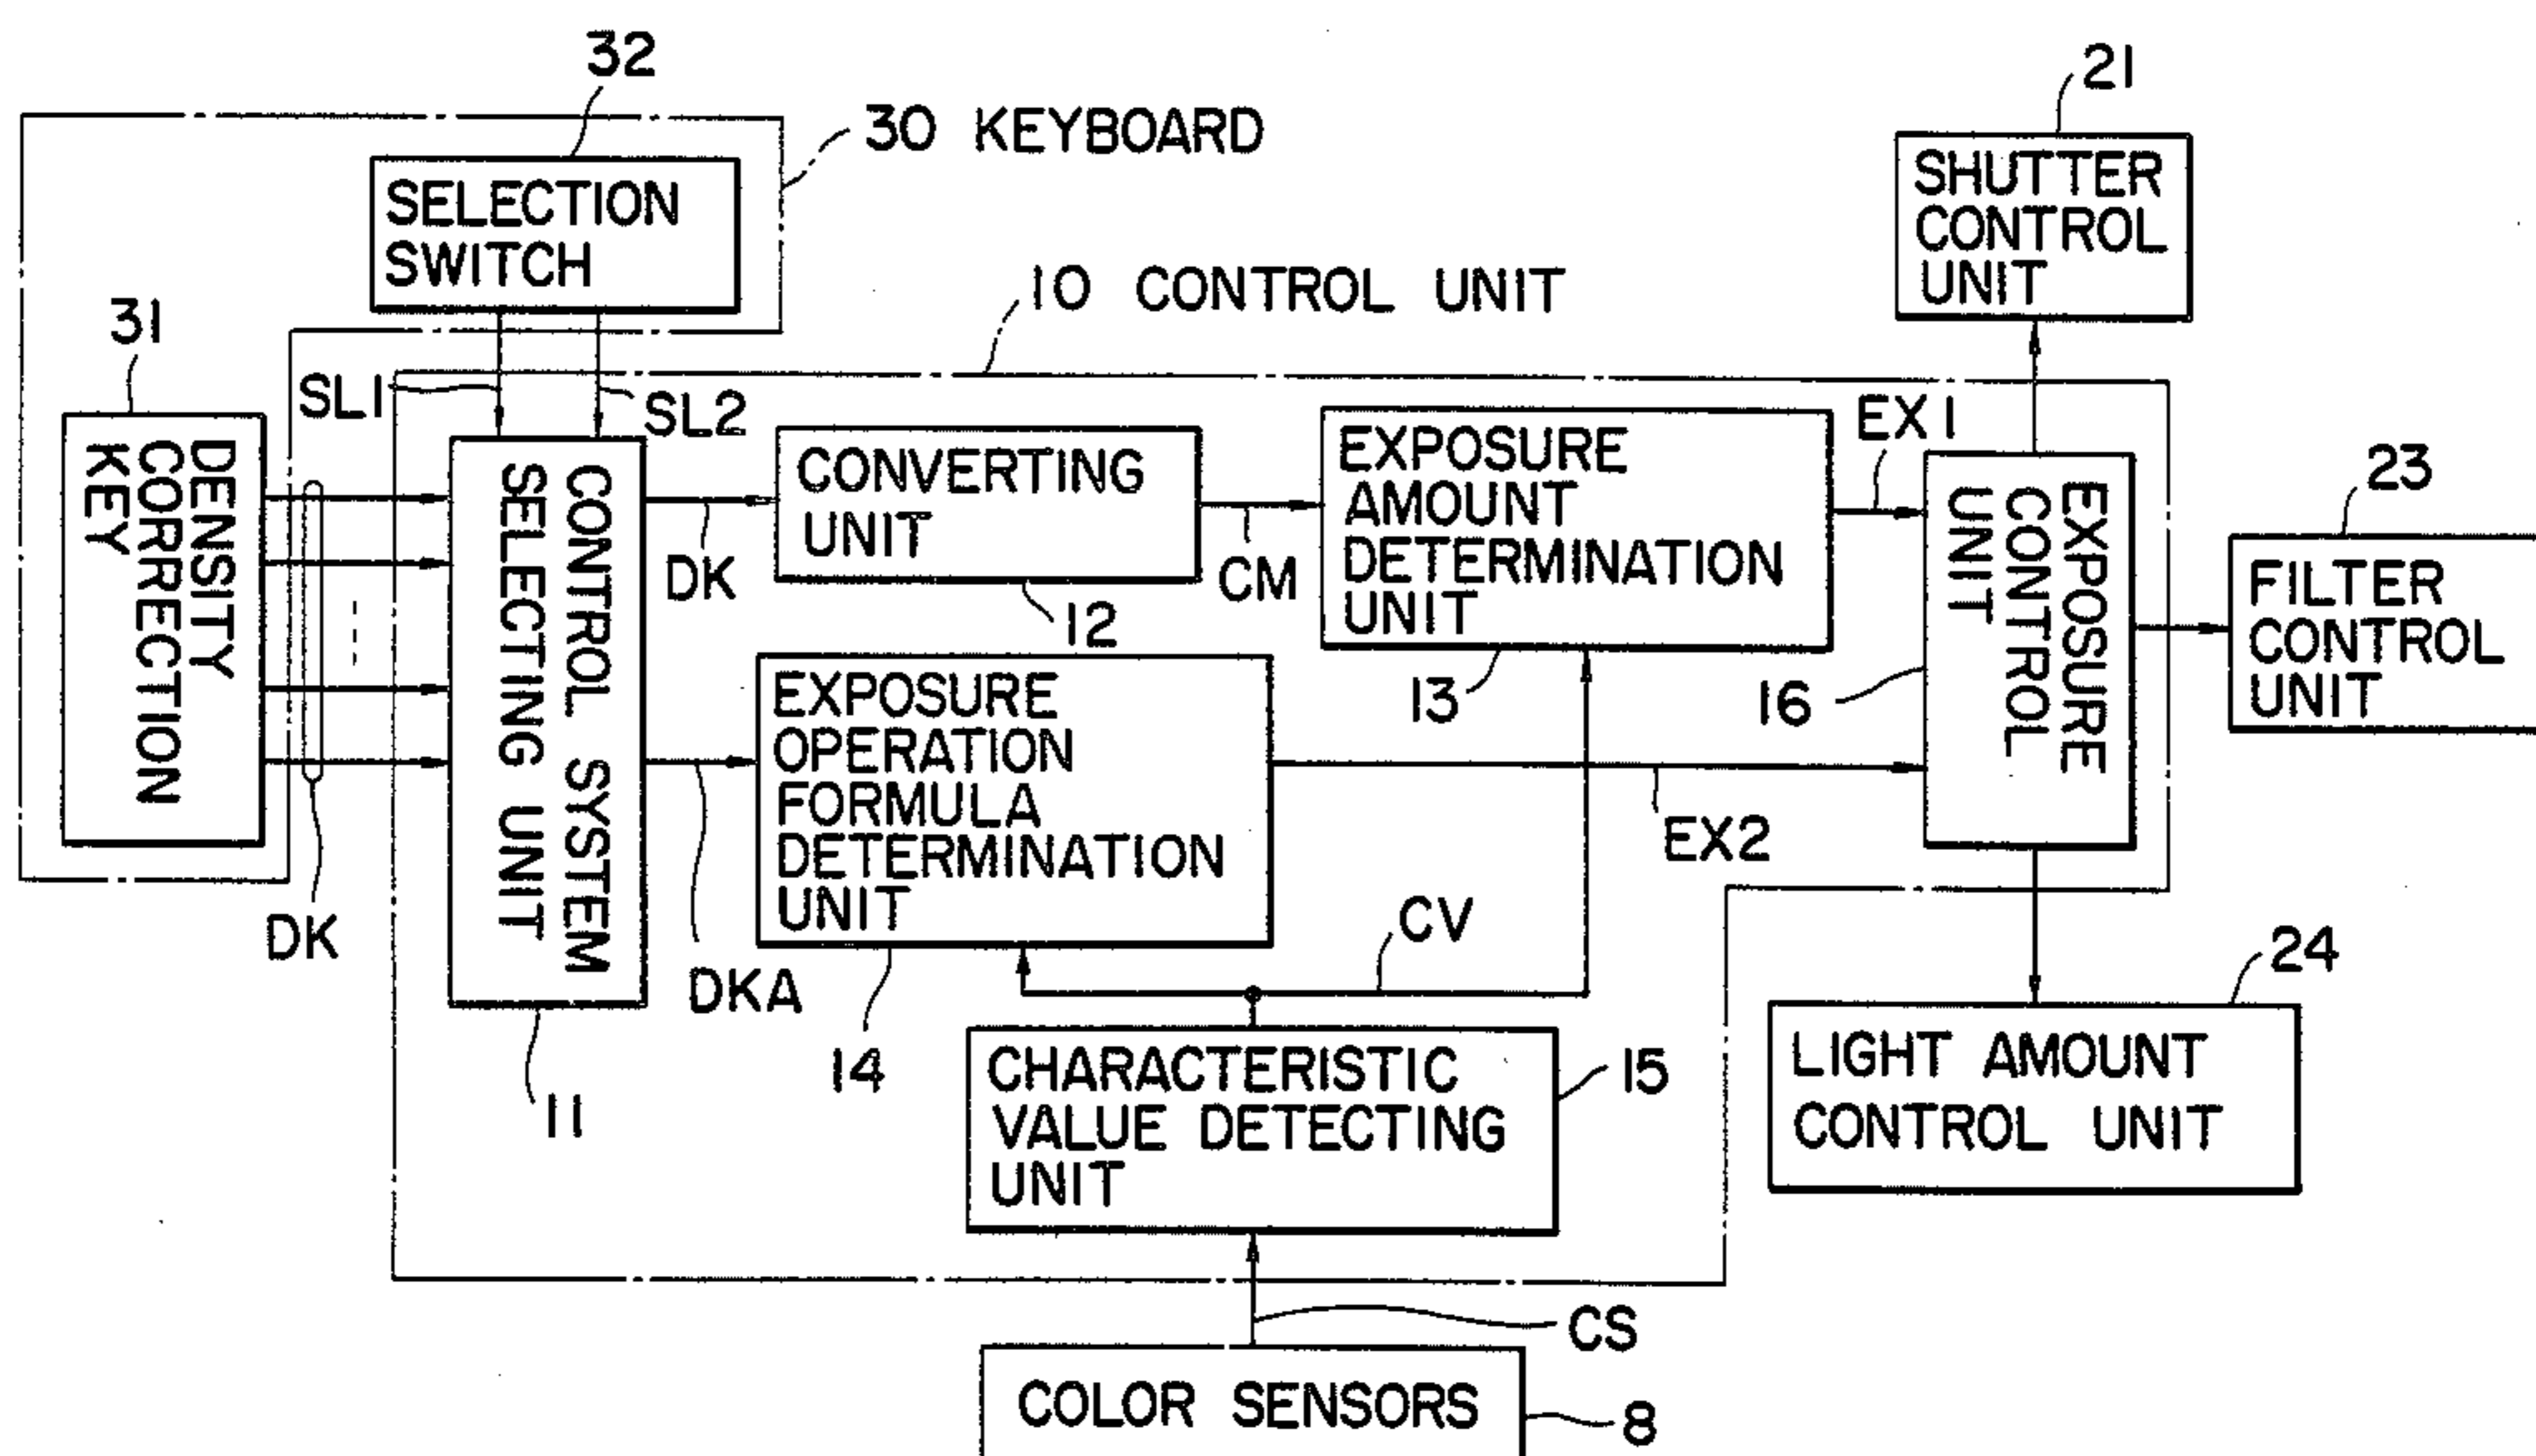 32
30 KEYBOARD
SELECTION
SWITCH
21
SHUTTER
CONTROL
UNIT
10 CONTROL UNIT
31
SL1
SL2
DENSITY
CORRECTION
KEY
DK
CONTROL SYSTEM
SELECTING UNIT
11
DK
CONVERTING
UNIT
12
CM
EXPOSURE
AMOUNT
DETERMINATION
UNIT
13
EX1
EXPOSURE
CONTROL
UNIT
16
23
FILTER
CONTROL
UNIT
DKA
EXPOSURE
OPERATION
FORMULA
DETERMINATION
UNIT
14
EX2
CV
24
LIGHT AMOUNT
CONTROL UNIT
CHARACTERISTIC
VALUE DETECTING
UNIT
15
CS
COLOR SENSORS
8